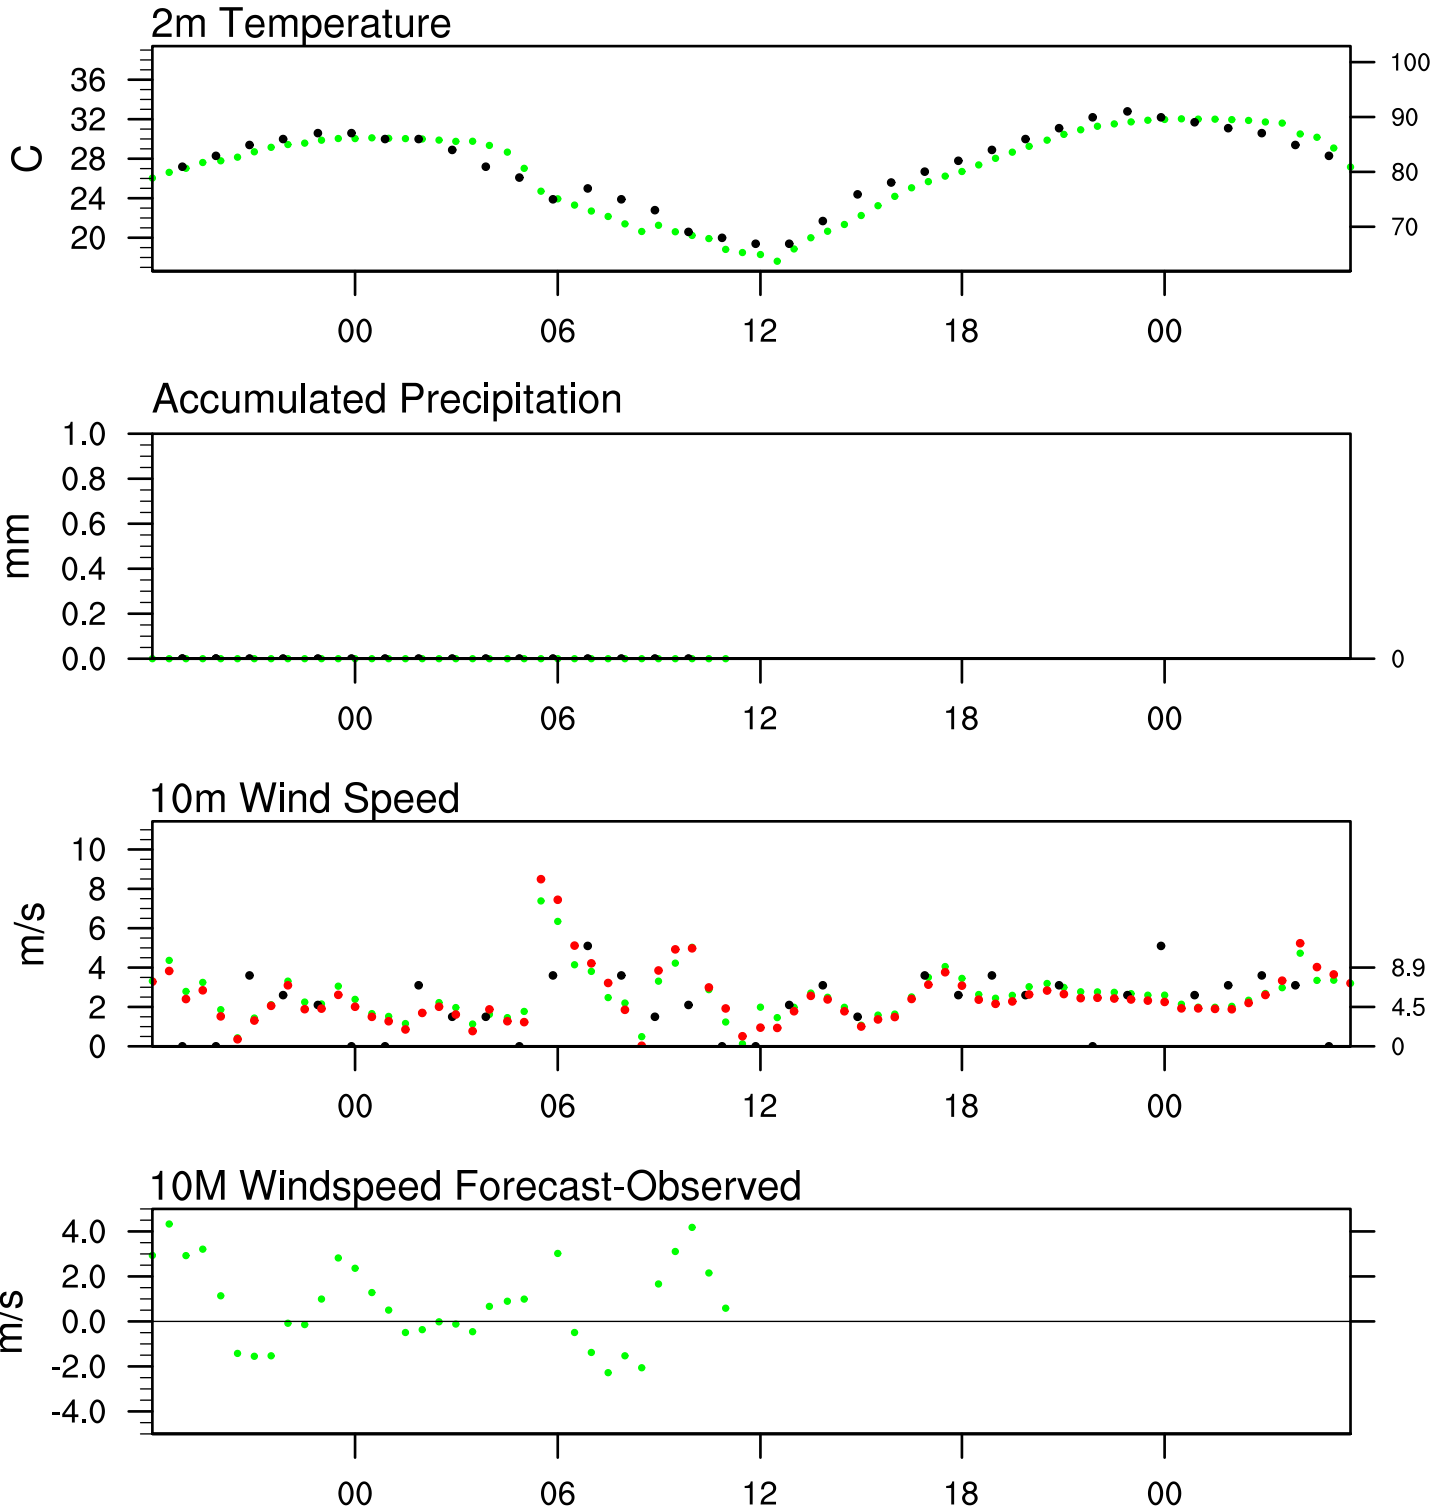 2m Temperature
36
32
28
24
20
C
100
90
80
70
00 06 12 18 00
Accumulated Precipitation
1.0
0.8
0.6
0.4
0.2
0.0
mm
0
00 06 12 18 00
10m Wind Speed
10
8
6
4
2
0
m/s
8.9
4.5
0
00 06 12 18 00
10M Windspeed Forecast-Observed
4.0
2.0
0.0
-2.0
-4.0
m/s
00 06 12 18 00